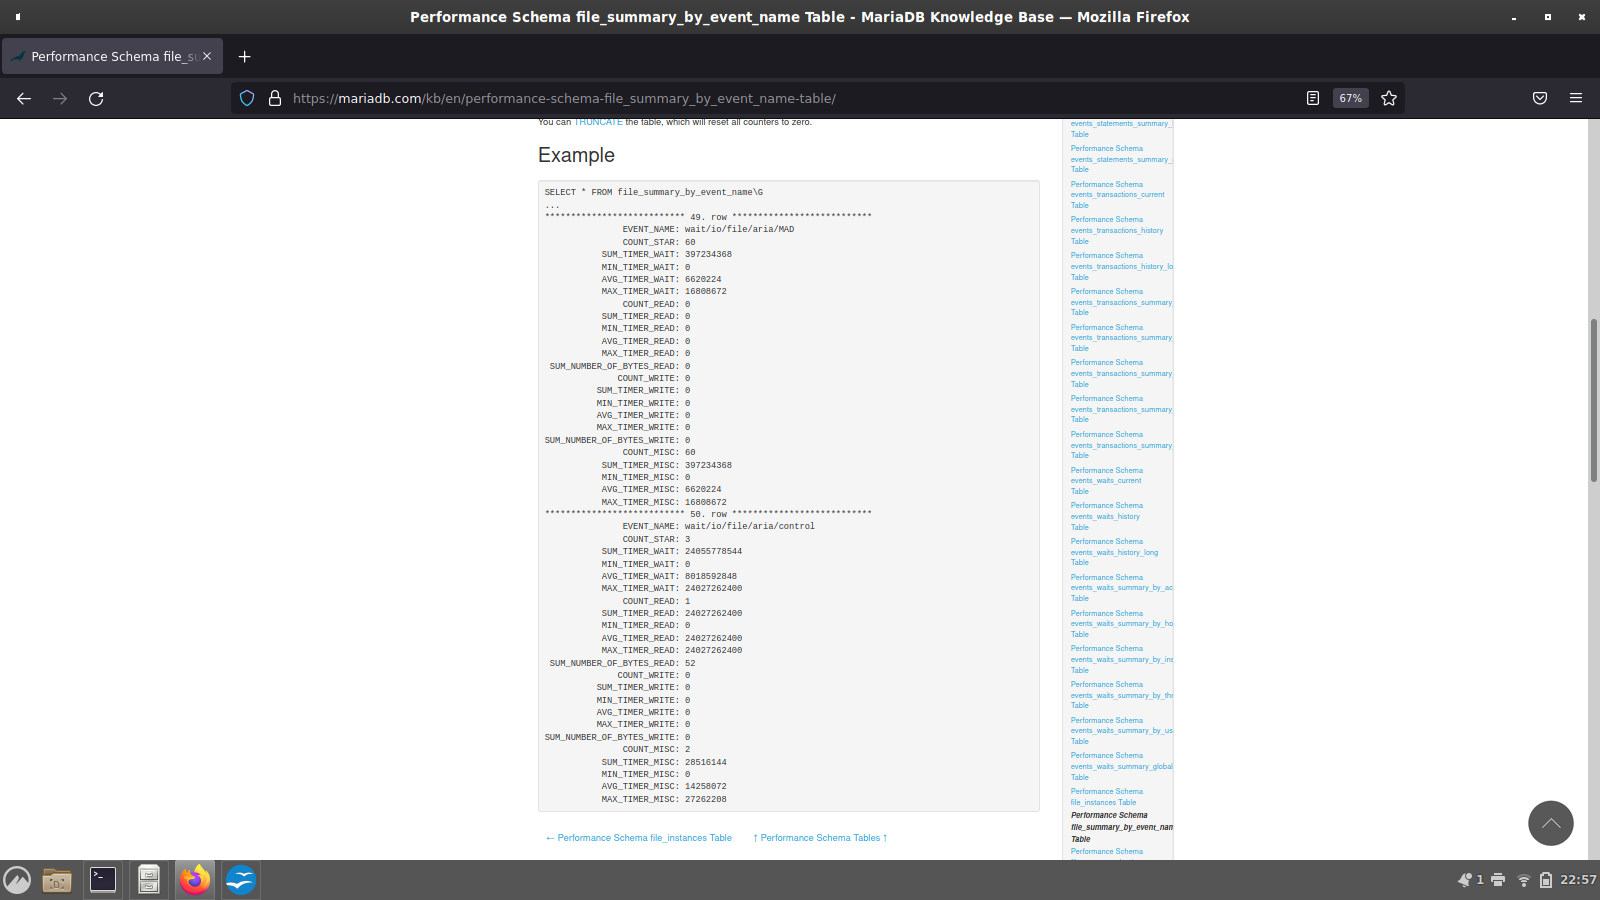 Performance Schema file_summary_by_event_name Table - MariaDB Knowledge Base — Mozilla Firefox
Performance Schema file_su
https://mariadb.com/kb/en/performance-schema-file_summary_by_event_name-table/
67%
You can TRUNCATE the table, which will reset all counters to zero.
Example
SELECT * FROM file_summary_by_event_name\G
...
*************************** 49. row ***************************
EVENT_NAME: wait/io/file/aria/MAD
COUNT_STAR: 60
SUM_TIMER_WAIT: 397234368
MIN_TIMER_WAIT: 0
AVG_TIMER_WAIT: 6620224
MAX_TIMER_WAIT: 16808672
COUNT_READ: 0
SUM_TIMER_READ: 0
MIN_TIMER_READ: 0
AVG_TIMER_READ: 0
MAX_TIMER_READ: 0
SUM_NUMBER_OF_BYTES_READ: 0
COUNT_WRITE: 0
SUM_TIMER_WRITE: 0
MIN_TIMER_WRITE: 0
AVG_TIMER_WRITE: 0
MAX_TIMER_WRITE: 0
SUM_NUMBER_OF_BYTES_WRITE: 0
COUNT_MISC: 60
SUM_TIMER_MISC: 397234368
MIN_TIMER_MISC: 0
AVG_TIMER_MISC: 6620224
MAX_TIMER_MISC: 16808672
*************************** 50. row ***************************
EVENT_NAME: wait/io/file/aria/control
COUNT_STAR: 3
SUM_TIMER_WAIT: 24055778544
MIN_TIMER_WAIT: 0
AVG_TIMER_WAIT: 8018592848
MAX_TIMER_WAIT: 24027262400
COUNT_READ: 1
SUM_TIMER_READ: 24027262400
MIN_TIMER_READ: 0
AVG_TIMER_READ: 24027262400
MAX_TIMER_READ: 24027262400
SUM_NUMBER_OF_BYTES_READ: 52
COUNT_WRITE: 0
SUM_TIMER_WRITE: 0
MIN_TIMER_WRITE: 0
AVG_TIMER_WRITE: 0
MAX_TIMER_WRITE: 0
SUM_NUMBER_OF_BYTES_WRITE: 0
COUNT_MISC: 2
SUM_TIMER_MISC: 28516144
MIN_TIMER_MISC: 0
AVG_TIMER_MISC: 14258072
MAX_TIMER_MISC: 27262208
← Performance Schema file_instances Table
↑ Performance Schema Tables ↑
events_statements_summary_
Table
Performance Schema
events_statements_summary_
Table
Performance Schema
events_transactions_current
Table
Performance Schema
events_transactions_history
Table
Performance Schema
events_transactions_history_lo
Table
Performance Schema
events_transactions_summary_
Table
Performance Schema
events_transactions_summary_
Table
Performance Schema
events_transactions_summary_
Table
Performance Schema
events_transactions_summary_
Table
Performance Schema
events_transactions_summary_
Table
Performance Schema
events_waits_current
Table
Performance Schema
events_waits_history
Table
Performance Schema
events_waits_history_long
Table
Performance Schema
events_waits_summary_by_ac
Table
Performance Schema
events_waits_summary_by_ho
Table
Performance Schema
events_waits_summary_by_ins
Table
Performance Schema
events_waits_summary_by_thr
Table
Performance Schema
events_waits_summary_by_us
Table
Performance Schema
events_waits_summary_global
Table
Performance Schema
file_instances Table
Performance Schema
file_summary_by_event_nam
Table
Performance Schema
1
22:57